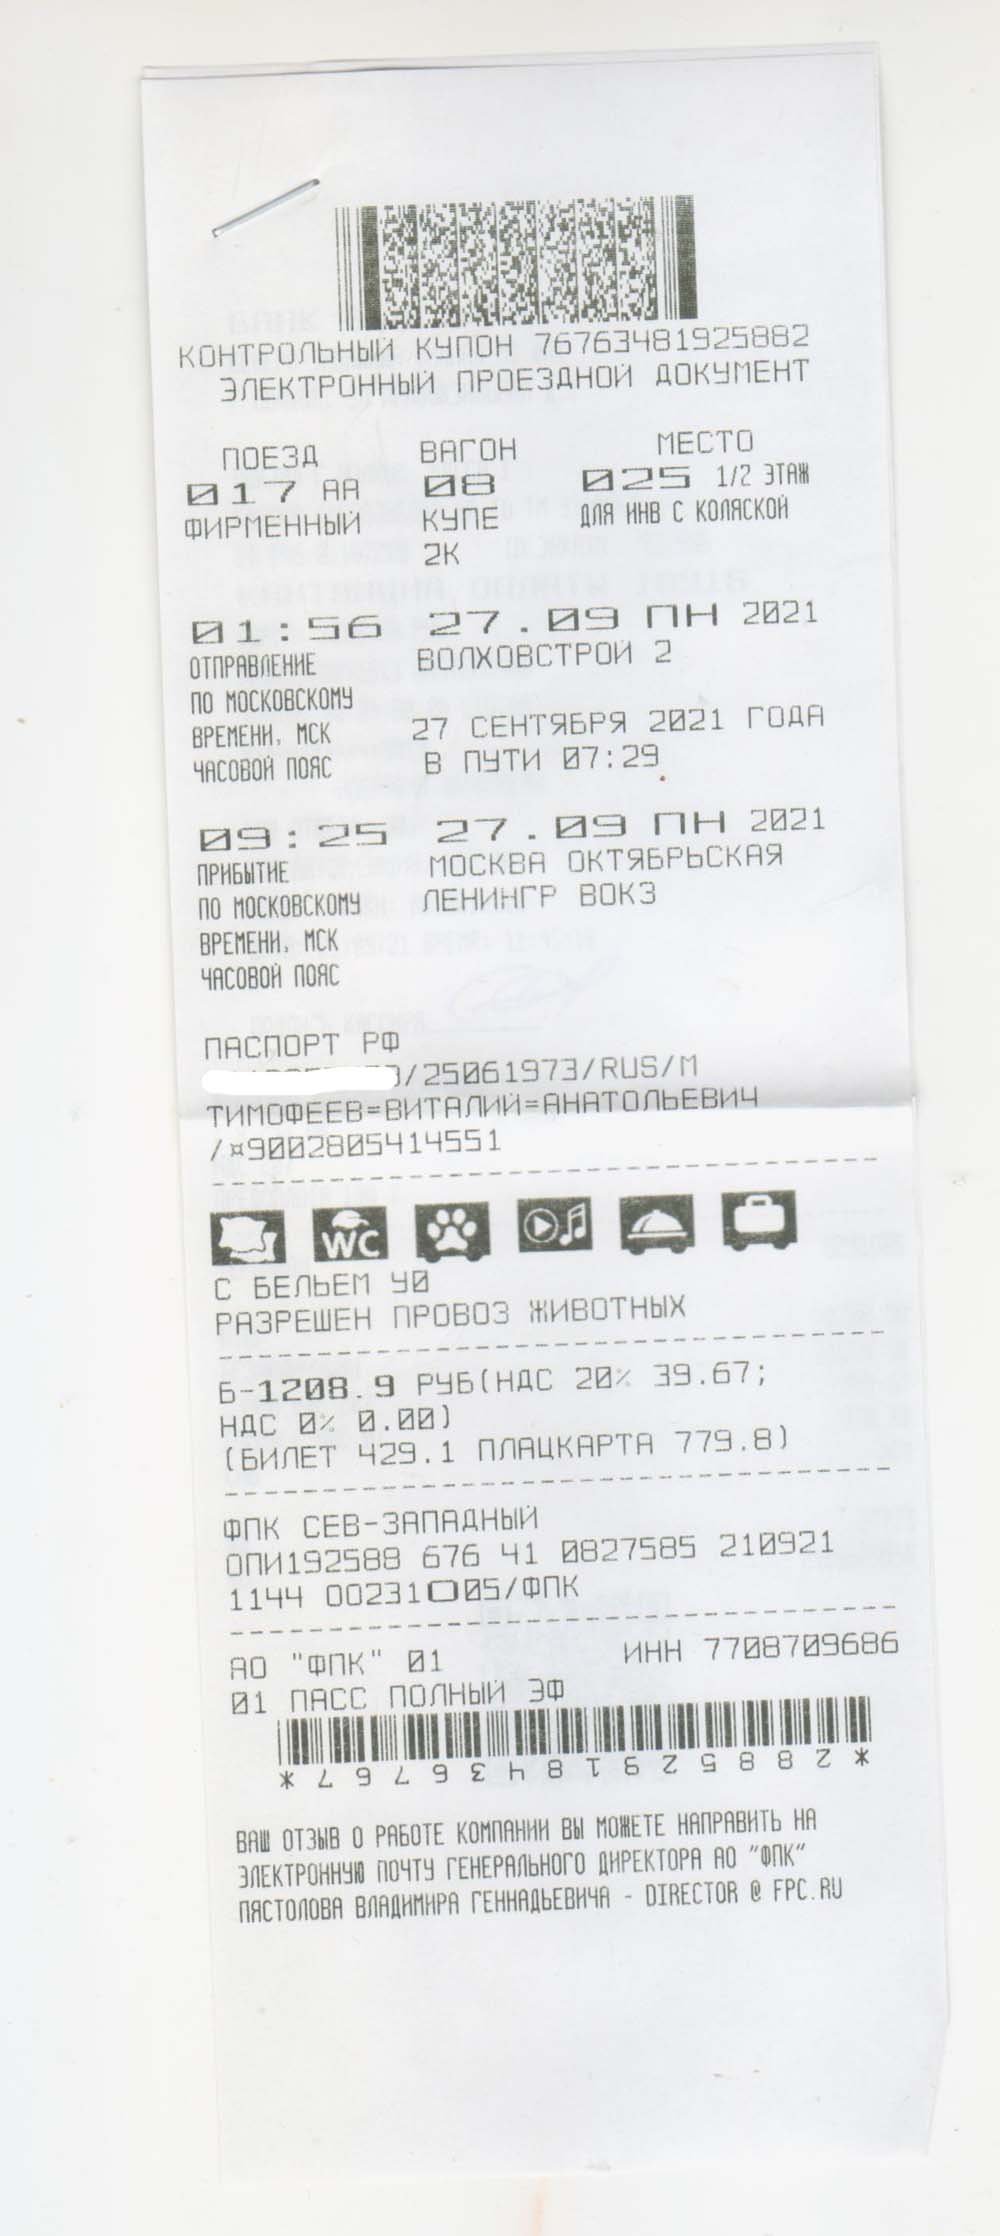 КОНТРОЛЬНЫЙ КУПОН 76763481925882
ЭЛЕКТРОННЫЙ ПРОЕЗДНОЙ ДОКУМЕНТ
ПОЕЗД ВАГОН МЕСТО
017 АА 08 025 1/2 ЭТАЖ
ФИРМЕННЫЙ КУПЕ ДЛЯ ИНВ С КОЛЯСКОЙ
2К
01:56 27.09 ПН 2021
ОТПРАВЛЕНИЕ ВОЛХОВСТРОЙ 2
ПО МОСКОВСКОМУ
ВРЕМЕНИ, МСК 27 СЕНТЯБРЯ 2021 ГОДА
ЧАСОВОЙ ПОЯС В ПУТИ 07:29
09:25 27.09 ПН 2021
ПРИБЫТИЕ МОСКВА ОКТЯБРЬСКАЯ
ПО МОСКОВСКОМУ ЛЕНИНГР ВОКЗ
ВРЕМЕНИ, МСК
ЧАСОВОЙ ПОЯС
ПАСПОРТ РФ
/25061973/RUS/M
ТИМОФЕЕВ=ВИТАЛИЙ=АНАТОЛЬЕВИЧ
/¤9002805414551
WC
С БЕЛЬЕМ У0
РАЗРЕШЕН ПРОВОЗ ЖИВОТНЫХ
Б-1208.9 РУБ(НДС 20% 39.67;
НДС 0% 0.00)
(БИЛЕТ 429.1 ПЛАЦКАРТА 779.8)
ФПК СЕВ-ЗАПАДНЫЙ
ОПИ192588 676 41 0827585 210921
1144 00231О05/ФПК
АО "ФПК" 01 ИНН 7708709686
01 ПАСС ПОЛНЫЙ ЭФ
*28852918436767*
ВАШ ОТЗЫВ О РАБОТЕ КОМПАНИИ ВЫ МОЖЕТЕ НАПРАВИТЬ НА
ЭЛЕКТРОННУЮ ПОЧТУ ГЕНЕРАЛЬНОГО ДИРЕКТОРА АО "ФПК"
ПЯСТОЛОВА ВЛАДИМИРА ГЕННАДЬЕВИЧА - DIRECTOR @ FPC.RU